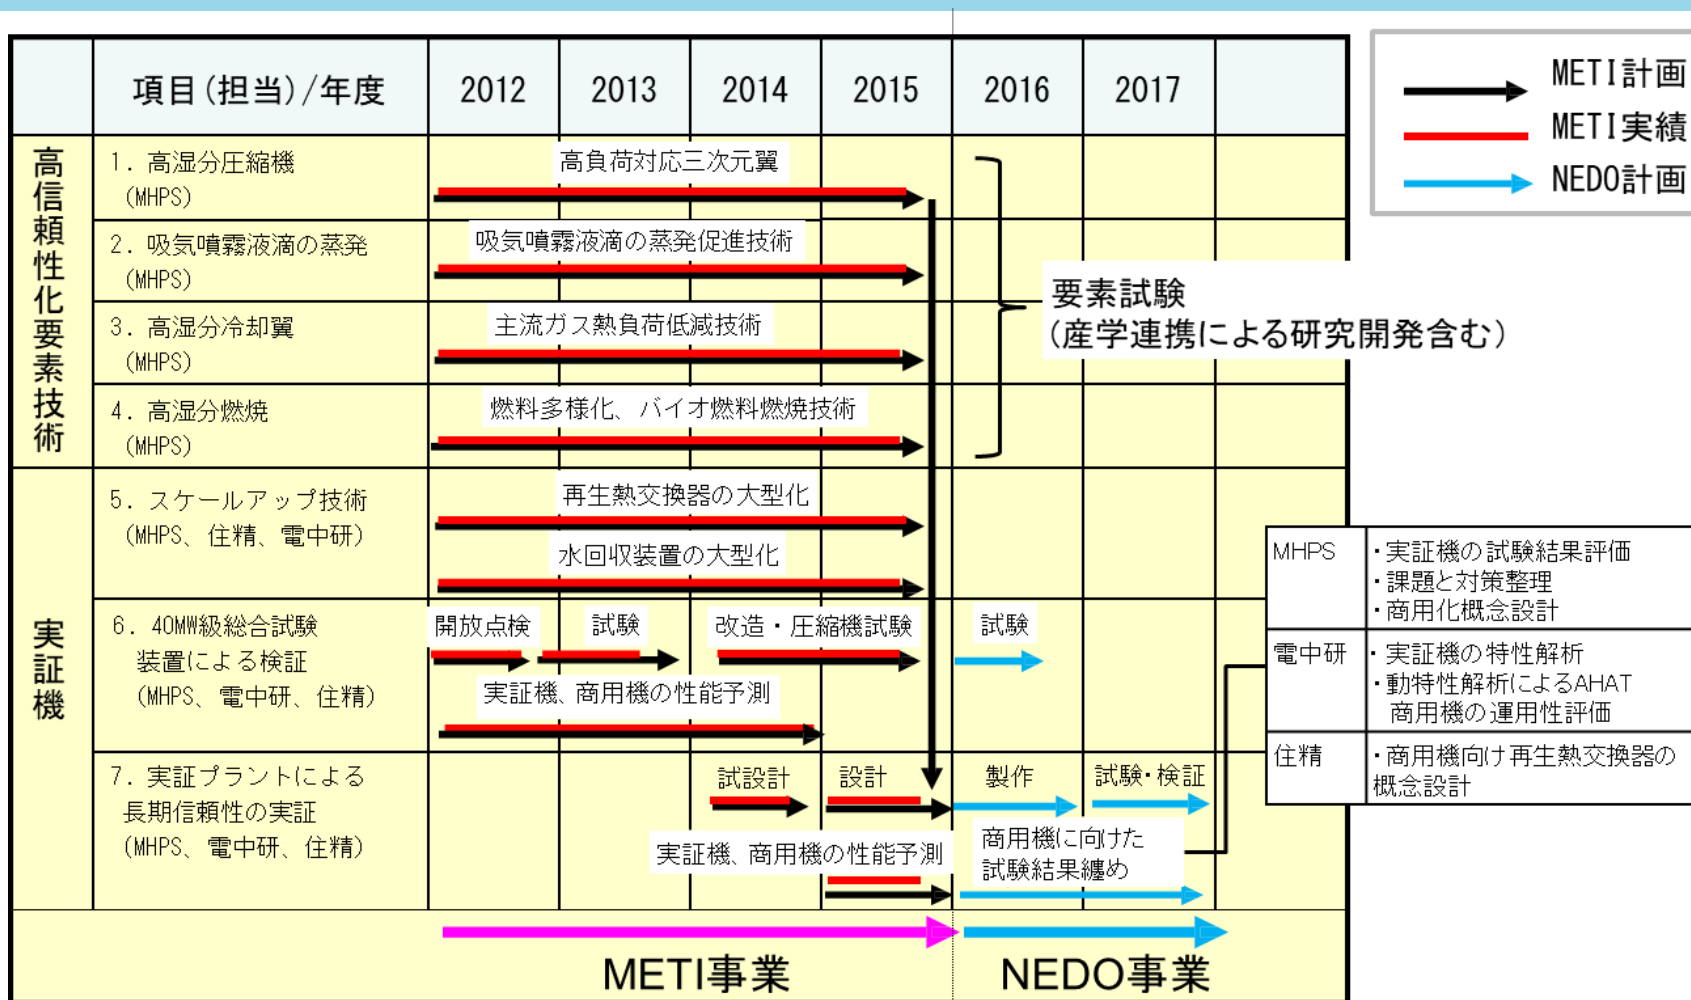 項目(担当)/年度
2012
2013
2014
2015
2016
2017
METI計画
METI実績
NEDO計画
高信頼性化要素技術
1. 高湿分圧縮機
(MHPS)
高負荷対応三次元翼
2. 吸気噴霧液滴の蒸発
(MHPS)
吸気噴霧液滴の蒸発促進技術
3. 高湿分冷却翼
(MHPS)
主流ガス熱負荷低減技術
4. 高湿分燃焼
(MHPS)
燃料多様化、バイオ燃料燃焼技術
要素試験
(産学連携による研究開発含む)
実証機
5. スケールアップ技術
(MHPS、住精、電中研)
再生熱交換器の大型化
水回収装置の大型化
6. 40MW級総合試験
装置による検証
(MHPS、電中研、住精)
開放点検
試験
改造・圧縮機試験
試験
実証機、商用機の性能予測
7. 実証プラントによる
長期信頼性の実証
(MHPS、電中研、住精)
試設計
設計
製作
試験・検証
実証機、商用機の性能予測
商用機に向けた
試験結果纏め
MHPS
・実証機の試験結果評価
・課題と対策整理
・商用化概念設計
電中研
・実証機の特性解析
・動特性解析によるAHAT
商用機の運用性評価
住精
・商用機向け再生熱交換器の
概念設計
METI事業
NEDO事業